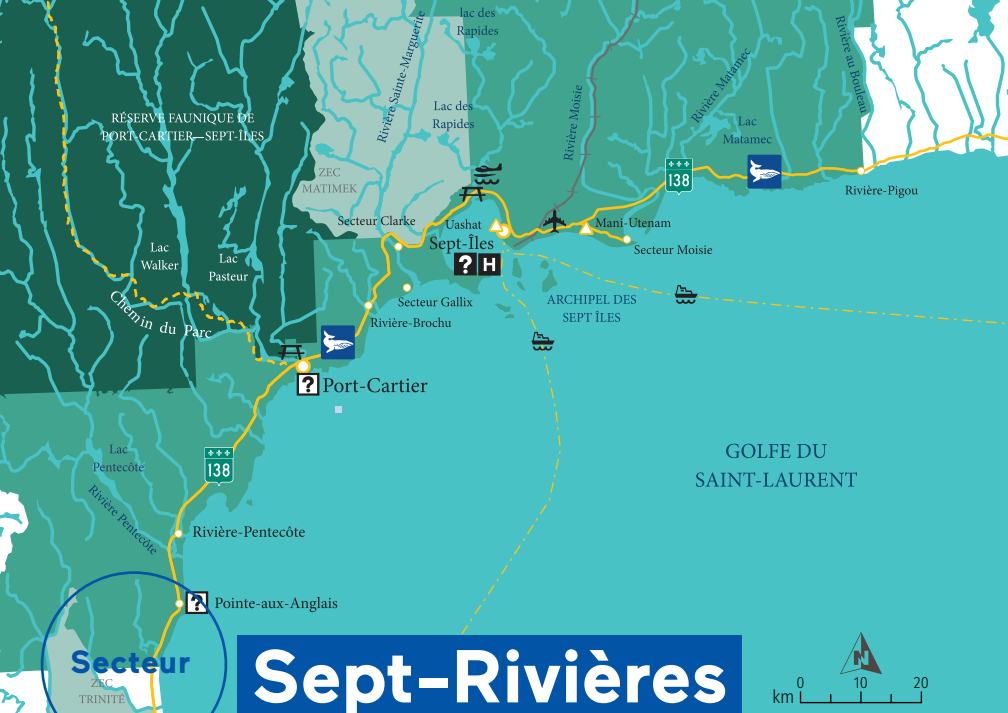 lac des
Rapides
Rivière Sainte-Marguerite
Rivière au Bouleau
Rivière Matamec
Rivière Moisie
Lac des
Rapides
RÉSERVE FAUNIQUE DE
PORT-CARTIER—SEPT-ÎLES
Lac
Matamec
ZEC
MATIMEK
138
Rivière-Pigou
Secteur Clarke
Uashat
Mani-Utenam
Sept-Îles
Secteur Moisie
Lac
Walker
Lac
Pasteur
? H
Secteur Gallix
ARCHIPEL DES
SEPT ÎLES
Chemin du Parc
Rivière-Brochu
? Port-Cartier
Lac
Pentecôte
138
GOLFE DU
SAINT-LAURENT
Rivière Pentecôte
Rivière-Pentecôte
? Pointe-aux-Anglais
Secteur
ZEC
TRINITÉ
Sept-Rivières
N
km 0 10 20